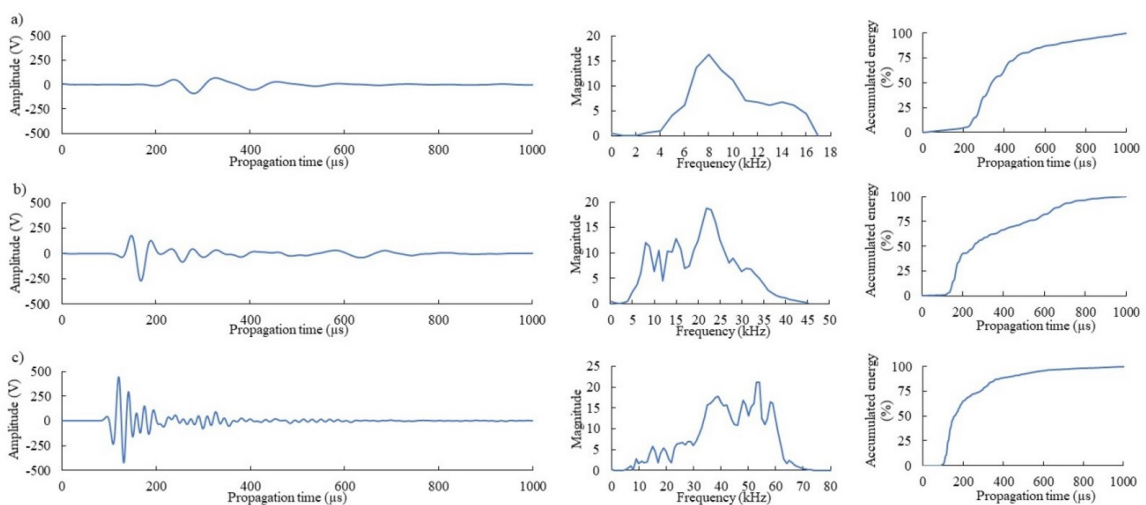 a)
Amplitude (V)
500
250
0
-250
-500
0 200 400 600 800 1000
Propagation time (µs)
Magnitude
20
15
10
5
0
0 2 4 6 8 10 12 14 16 18
Frequency (kHz)
Accumulated energy
(%)
100
75
50
25
0
0 200 400 600 800 1000
Propagation time (µs)
b)
Amplitude (V)
500
250
0
-250
-500
0 200 400 600 800 1000
Propagation time (µs)
Magnitude
20
15
10
5
0
0 5 10 15 20 25 30 35 40 45 50
Frequency (kHz)
Accumulated energy
(%)
100
75
50
25
0
0 200 400 600 800 1000
Propagation time (µs)
c)
Amplitude (V)
500
250
0
-250
-500
0 200 400 600 800 1000
Propagation time (µs)
Magnitude
25
20
15
10
5
0
0 10 20 30 40 50 60 70 80
Frequency (kHz)
Accumulated energy
(%)
100
75
50
25
0
0 200 400 600 800 1000
Propagation time (µs)